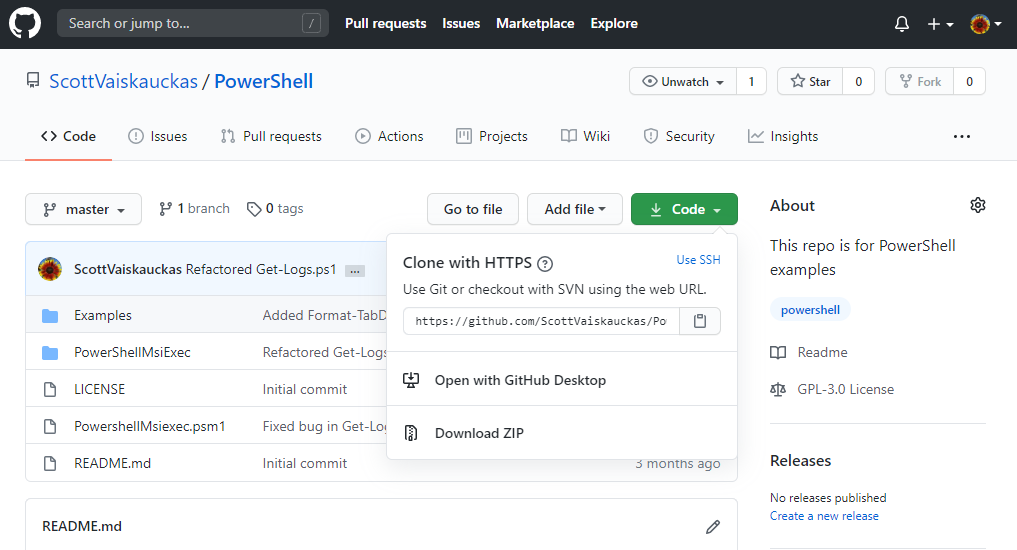 Search or jump to... /
Pull requests Issues Marketplace Explore
ScottVaiskauckas / PowerShell
Unwatch 1 Star 0 Fork 0
Code Issues Pull requests Actions Projects Wiki Security Insights ...
master 1 branch 0 tags Go to file Add file Code
ScottVaiskauckas Refactored Get-Logs.ps1 ...
Examples Added Format-TabD
PowerShellMsiExec Refactored Get-Logs
LICENSE Initial commit
PowershellMsiexec.psm1 Fixed bug in Get-Log
README.md Initial commit 3 months ago
Clone with HTTPS ? Use SSH
Use Git or checkout with SVN using the web URL.
https://github.com/ScottVaiskauckas/Po
Open with GitHub Desktop
Download ZIP
README.md
About
This repo is for PowerShell
examples
powershell
Readme
GPL-3.0 License
Releases
No releases published
Create a new release